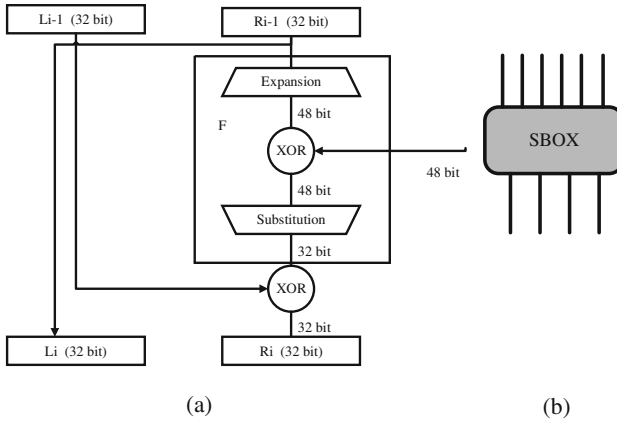 Li-1 (32 bit)
Ri-1 (32 bit)
Expansion
48 bit
F
XOR
48 bit
48 bit
Substitution
32 bit
XOR
32 bit
Li (32 bit)
Ri (32 bit)
(a)
SBOX
(b)